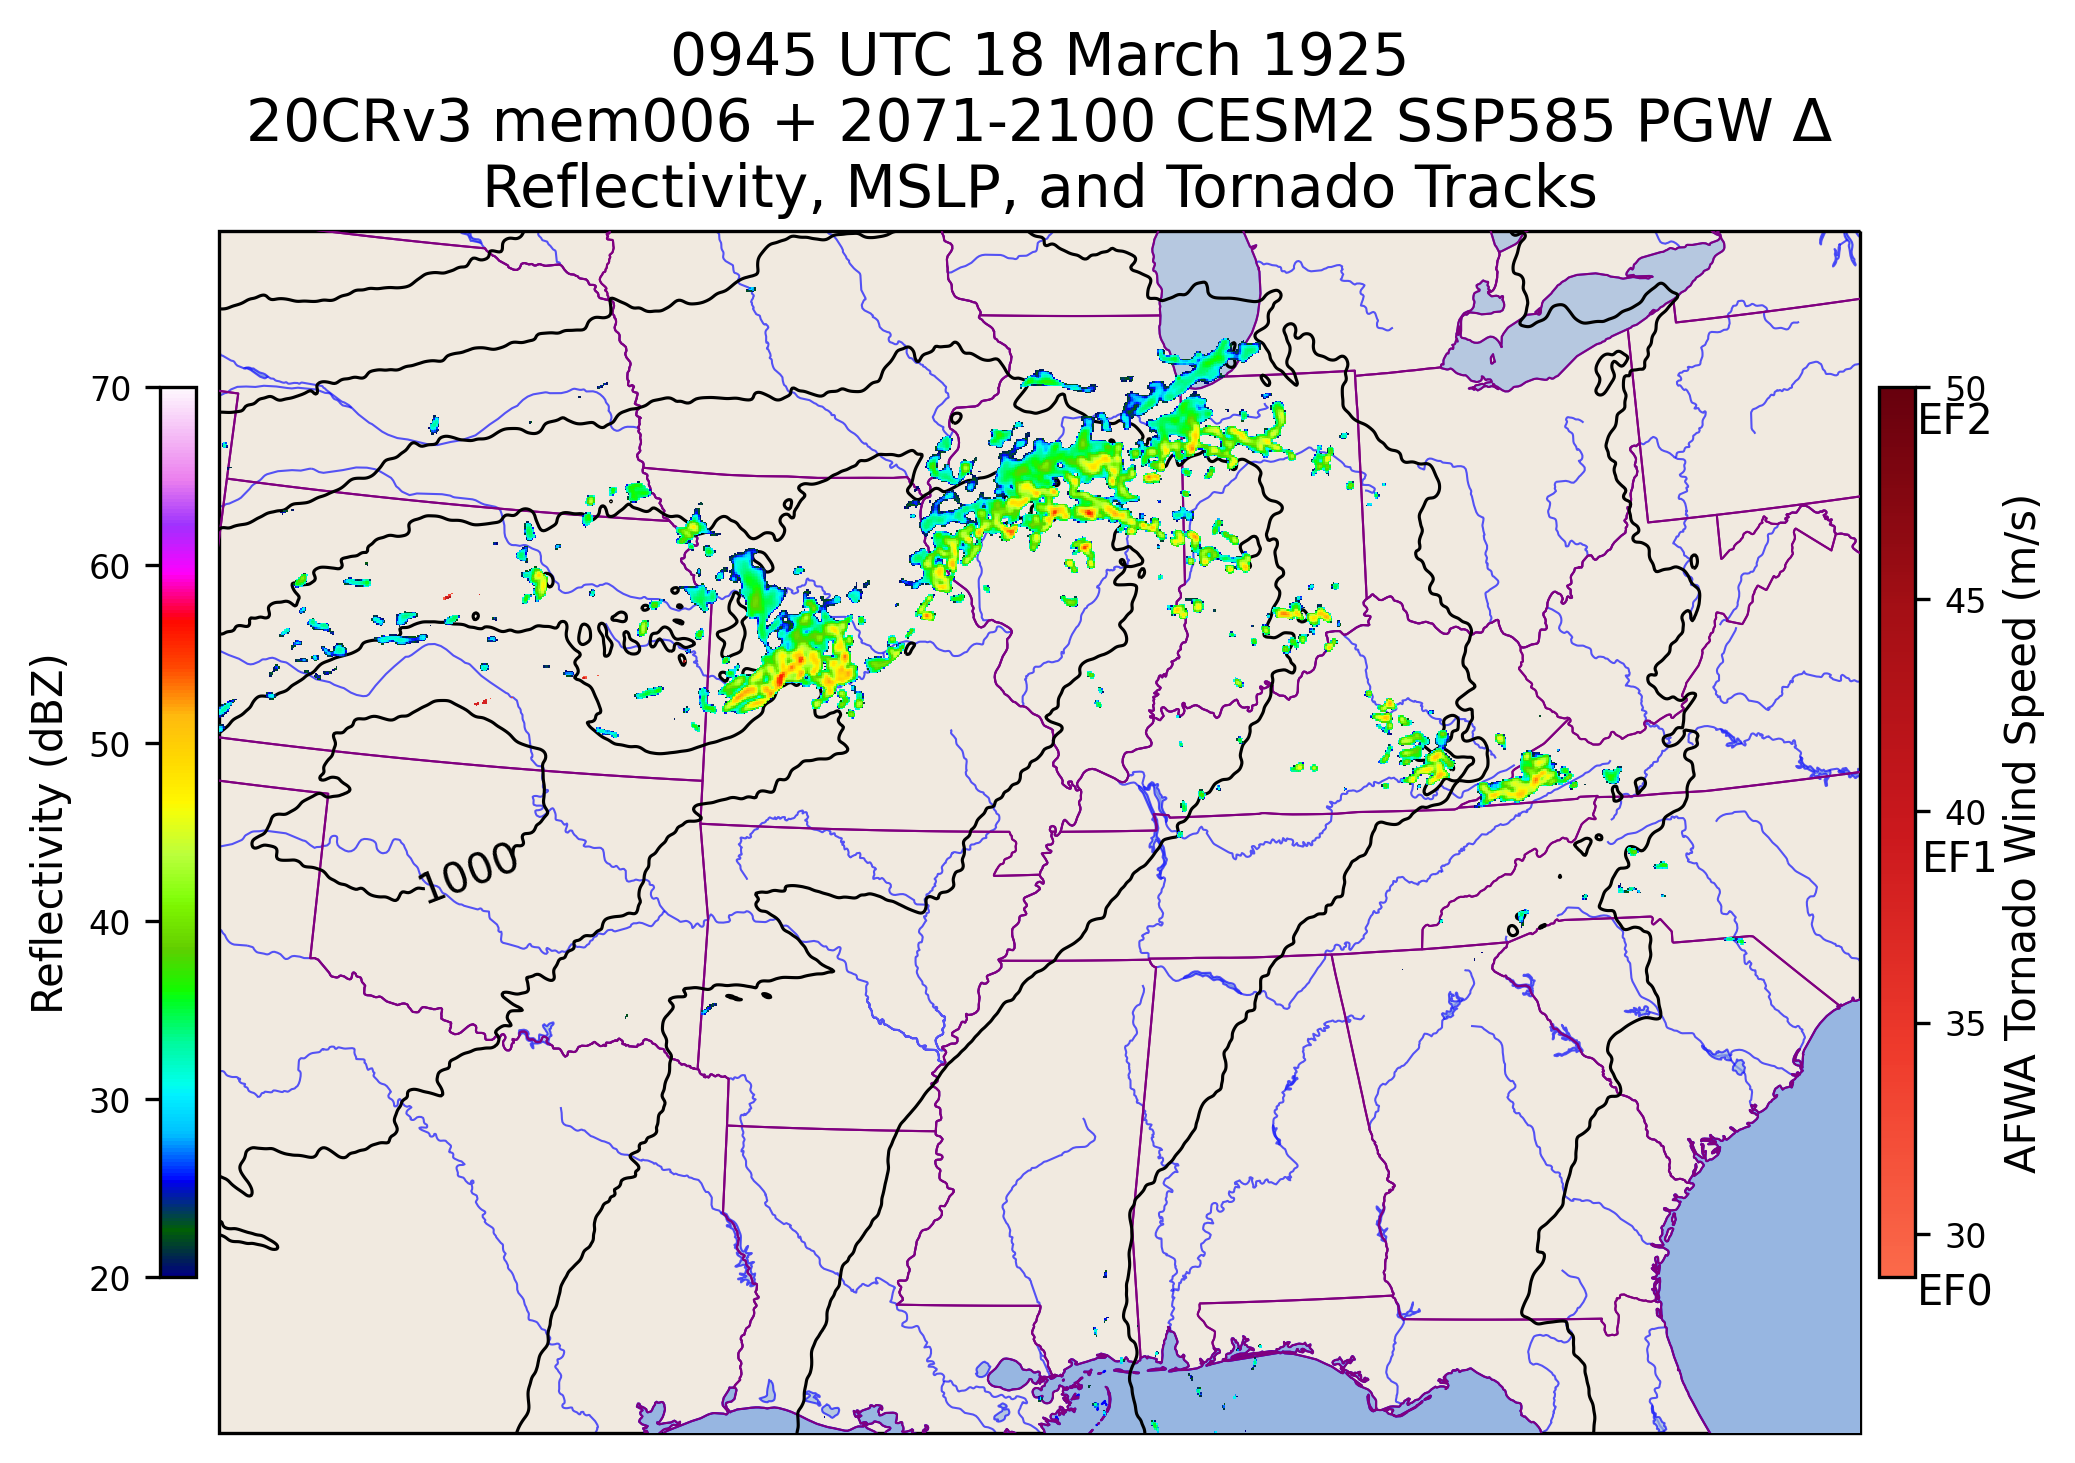 0945 UTC 18 March 1925
20CRv3 mem006 + 2071-2100 CESM2 SSP585 PGW Δ
Reflectivity, MSLP, and Tornado Tracks
Reflectivity (dBZ)
70
60
50
40
30
20
1000
50
EF2
45
40
EF1
35
30
EF0
AFWA Tornado Wind Speed (m/s)